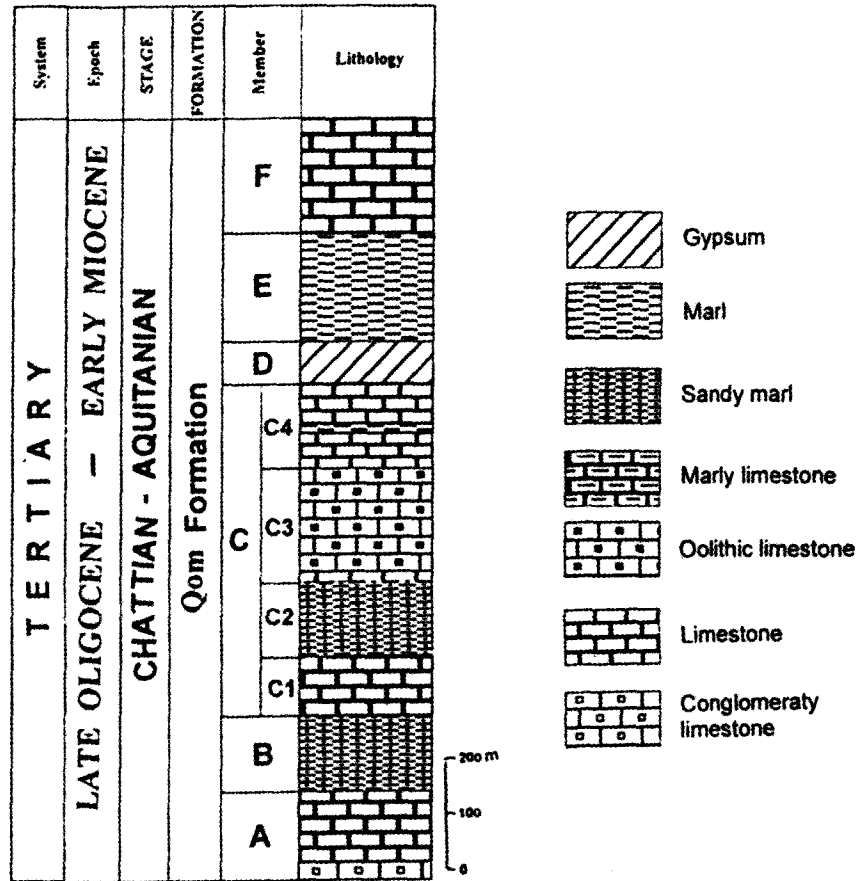 System
Epoch
STAGE
FORMATION
Member
Lithology
TERTIARY
LATE OLIGOCENE – EARLY MIOCENE
CHATTIAN - AQUITANIAN
Qom Formation
F
E
D
C
C4
C3
C2
C1
B
A
200 m
100
0
Gypsum
Marl
Sandy marl
Marly limestone
Oolithic limestone
Limestone
Conglomeraty
limestone